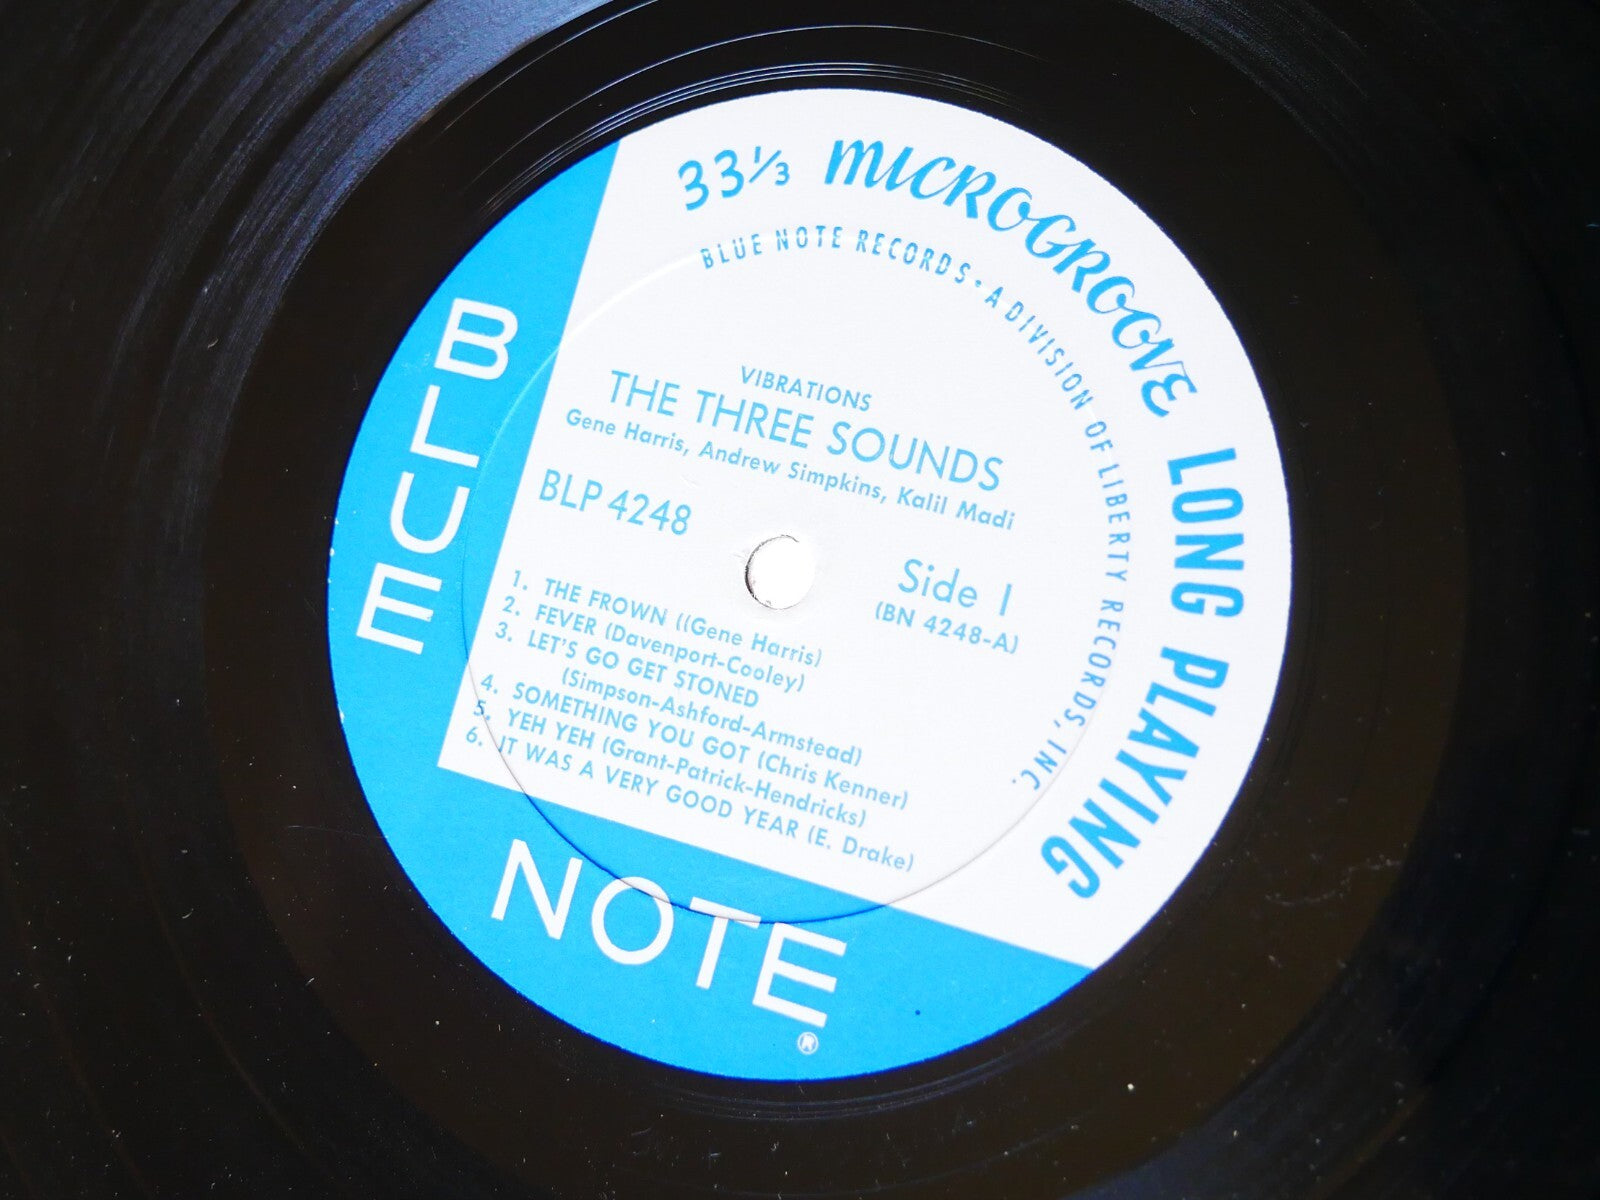 33⅓ MICROGROOVE LONG PLAYING
BLUE NOTE RECORDS • A DIVISION OF LIBERTY RECORDS, INC.
VIBRATIONS
THE THREE SOUNDS
Gene Harris, Andrew Simpkins, Kalil Madi
BLP 4248
Side 1
(BN 4248-A)
1. THE FROWN ((Gene Harris)
2. FEVER (Davenport-Cooley)
3. LET'S GO GET STONED
(Simpson-Ashford-Armstead)
4. SOMETHING YOU GOT (Chris Kenner)
5. YEH YEH (Grant-Patrick-Hendricks)
6. IT WAS A VERY GOOD YEAR (E. Drake)
BLUE
NOTE
®